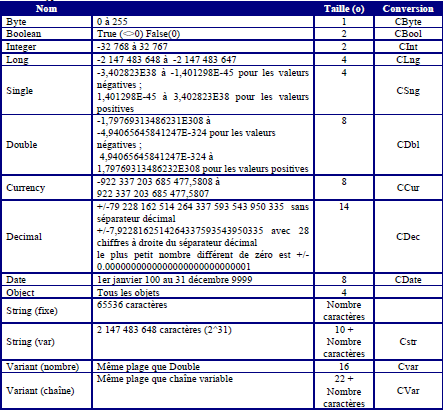 Nom Taille (o) Conversion
Byte 0 à 255 1 CByte
Boolean True (<>0) False(0) 2 CBool
Integer -32 768 à 32 767 2 CInt
Long -2 147 483 648 à -2 147 483 647 4 CLng
Single -3,402823E38 à -1,401298E-45 pour les valeurs 4 CSng
négatives ;
1,401298E-45 à 3,402823E38 pour les valeurs
positives
Double -1,79769313486231E308 à 8 CDbl
-4,94065645841247E-324 pour les valeurs
négatives ;
4,94065645841247E-324 à
1,79769313486232E308 pour les valeurs positives
Currency -922 337 203 685 477,5808 à 8 CCur
922 337 203 685 477,5807
Decimal +/-79 228 162 514 264 337 593 543 950 335 sans 14 CDec
séparateur décimal
+/-7,9228162514264337593543950335 avec 28
chiffres à droite du séparateur décimal
le plus petit nombre différent de zéro est +/-
Date 1er janvier 100 au 31 décembre 9999 8 CDate
Object Tous les objets 4
String (fixe) 65536 caractères Nombre
caractères
String (var) 2 147 483 648 caractères (2^31) 10 + Cstr
Nombre
caractères
Variant (nombre) Même plage que Double 16 Cvar
Variant (chaîne) Même plage que chaîne variable 22 + CVar
Nombre
caractères